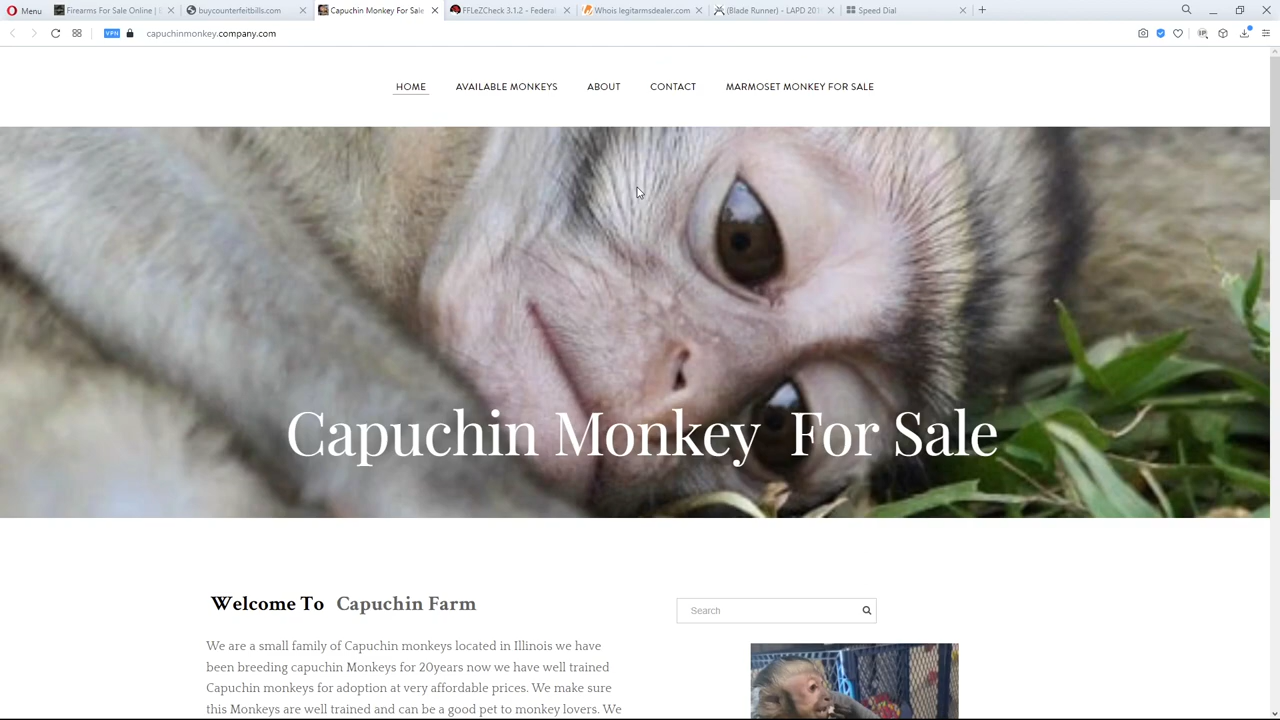 Menu
Firearms For Sale Online |
buycounterfeitbills.com
Capuchin Monkey For Sale
FFLeZCheck 3.1.2 - Federal
Whois legitarmsdealer.com
(Blade Runner) - LAPD 201
Speed Dial
VPN
capuchinmonkey.company.com
HOME
AVAILABLE MONKEYS
ABOUT
CONTACT
MARMOSET MONKEY FOR SALE
Capuchin Monkey For Sale
Welcome To Capuchin Farm
Search
We are a small family of Capuchin monkeys located in Illinois we have
been breeding capuchin Monkeys for 20years now we have well trained
Capuchin monkeys for adoption at very affordable prices. We make sure
this Monkeys are well trained and can be a good pet to monkey lovers. We